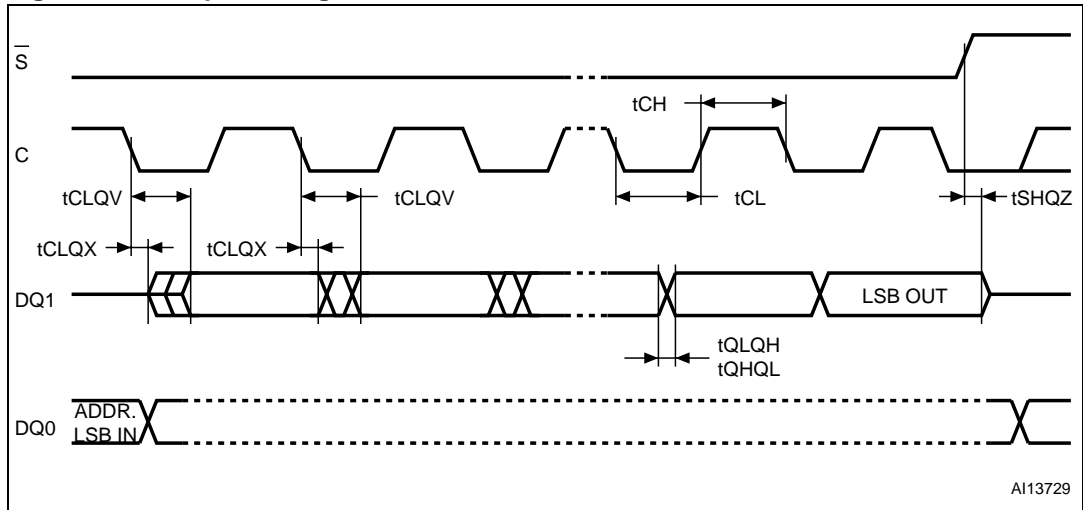 S
tCH
C
tCLQV
tCLQV
tCL
tSHQZ
tCLQX
tCLQX
DQ1
LSB OUT
tQLQH
tQHQL
DQ0
ADDR.
LSB IN
AI13729